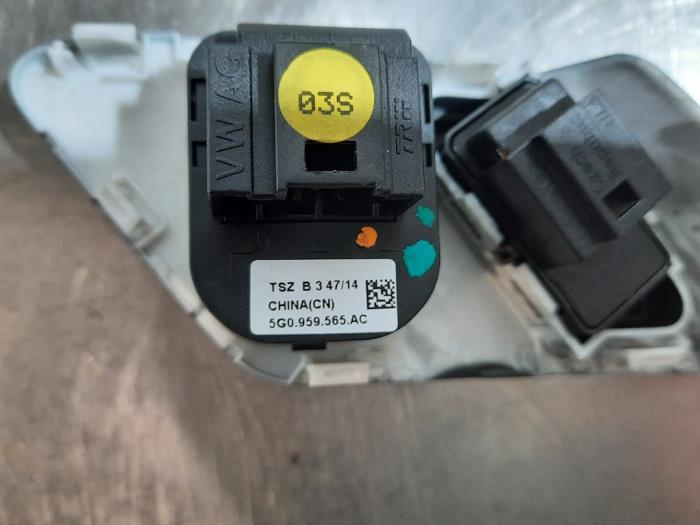 VW AG
03S
TRW
TSZ B 3 47/14
CHINA(CN)
5G0.959.565.AC